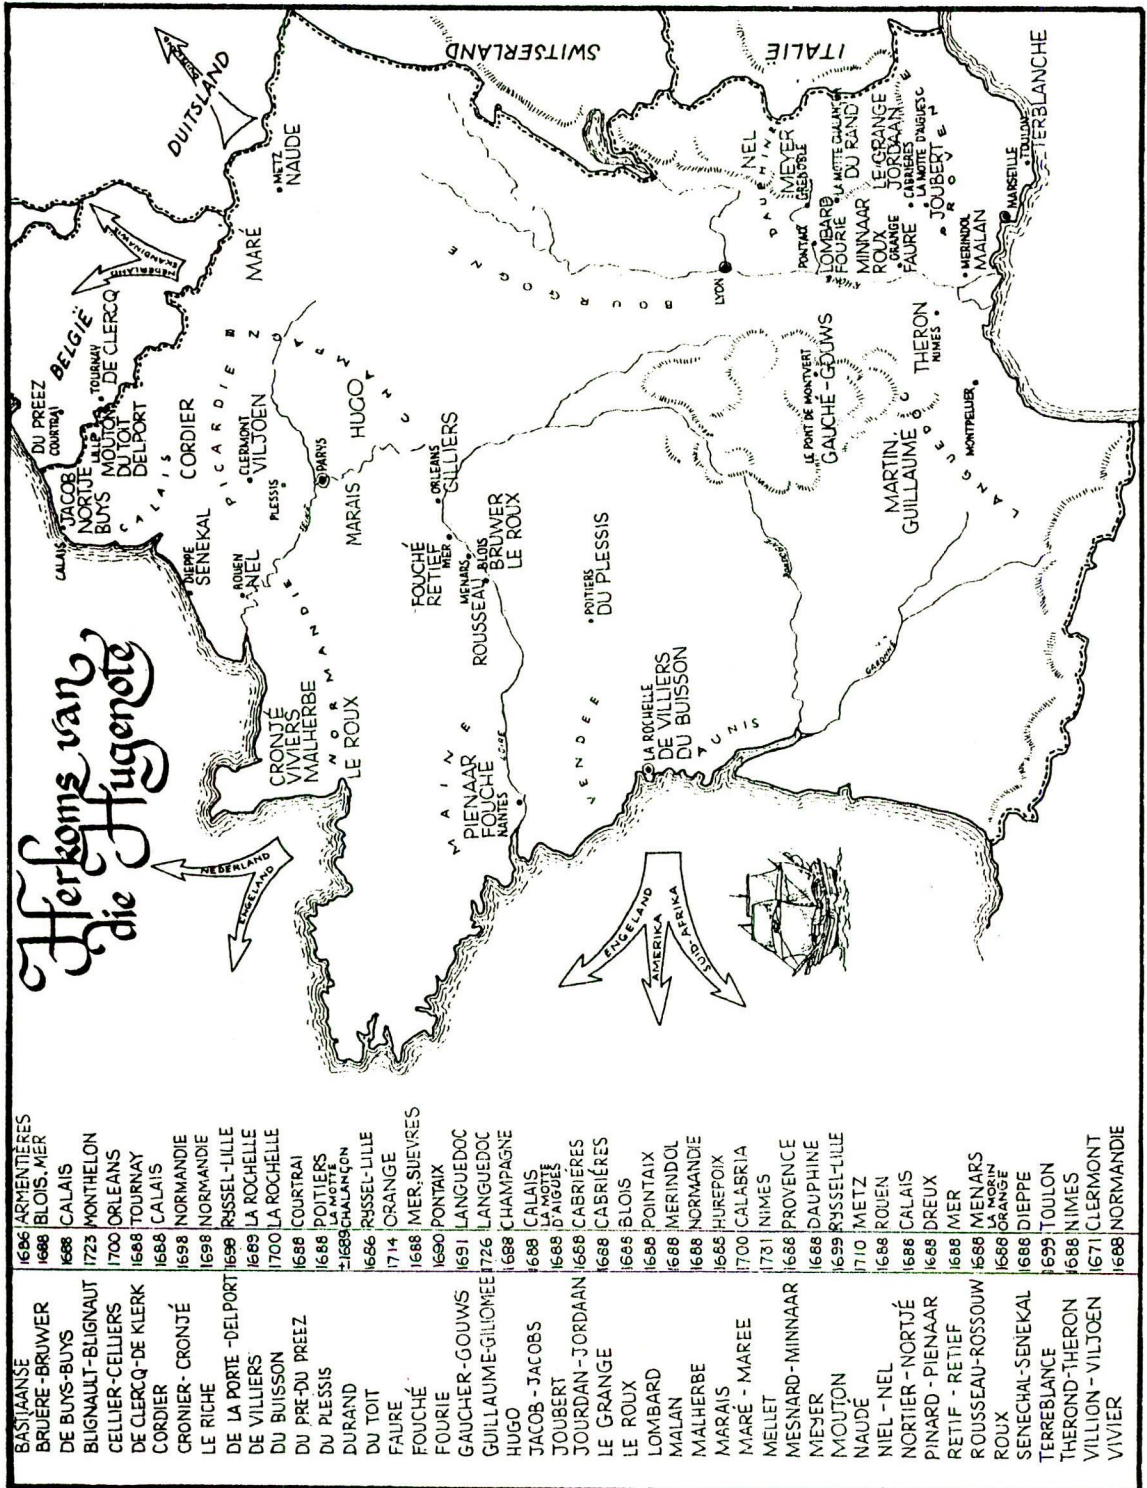 Herkoms van
die Hugenote
BASTIAANSE 1686 ARMENTIÈRES
BRUÈRE-BRUWER 1688 BLOIS.MER
DE BUYS-BUYS 1688 CALAIS
BLIGNAULT-BLIGNAUT 1723 MONTHELON
CELLIER-CELLIERS 1700 ORLEANS
DE CLERCQ-DE KLERK 1688 TOURNAY
CORDIER 1688 CALAIS
CRONIER-CRONJÉ 1698 NORMANDIE
LE RICHE 1698 NORMANDIE
DE LA PORTE-DELPORT 1698 RYSSEL-LILLE
DE VILLIERS 1689 LA ROCHELLE
DU BUISSON 1700 LA ROCHELLE
DU PRÉ-DU PREEZ 1688 COURTRAI
DU PLESSIS 1688 POITIERS
DURAND ±1689 LA MOTTE CHALANÇON
DU TOIT 1686 RYSSEL-LILLE
FAURE 1714 ORANGE
FOUCHÉ 1688 MER, SUEVRES
FOURIE 1690 PONTAIX
GAUCHER-GOUWS 1691 LANGUEDOC
GUILLAUME-GILIOMEE 1726 LANGUEDOC
HUGO 1688 CHAMPAGNE
JACOB-JACOBS 1688 CALAIS
JOUBERT 1688 LA MOTTE D'AIGUES
JOURDAN-JORDAAN 1688 CABRIÉRES
LE GRANGE 1688 CABRIÉRES
LE ROUX 1688 BLOIS
LOMBARD 1688 POINTAIX
MALAN 1688 MERINDOL
MALHERBE 1688 NORMANDIE
MARAIS 1688 HUREPOIX
MARÉ-MAREE 1700 CALABRIA
MELLET 1731 NIMES
MESNARD-MINNAAR 1688 PROVENCE
MEYER 1688 DAUPHINE
MOUTON 1699 RYSSEL-LILLE
NAUDE 1710 METZ
NIEL-NEL 1688 ROUEN
NORTIER-NORTJÉ 1688 CALAIS
PINARD-PIENAAR 1688 DREUX
RETIF-RETIEF 1688 MER
ROUSSEAU-ROSSOUW 1688 MENARS
ROUX 1688 LA MORIN ORANGE
SENECHAL-SENEKAL 1688 DIEPPE
TERREBLANCE 1699 TOULON
THEROND-THERON 1688 NIMES
VILLION-VILJOEN 1671 CLERMONT
VIVIER 1688 NORMANDIE
NEDERLAND
ENGELAND
ENGELAND
AMERIKA
SUID-AFRIKA
NEDERLAND
SKANDINAWIE
DUITSLAND
BELGIË
SWITSERLAND
ITALIË
DU PREEZ
COURTRAI
CALAIS
JACOB
NORTJE
BUYS
LILLE
TOURNAY
MOUTON
DE CLERCQ
DU TOIT
DELPORT
CALAIS
CORDIER
PICARDIE
DIEPPE
SENEKAL
ROUEN
NEL
CLERMONT
VILJOEN
PLESSIS
PARYS
MARÉ
METZ
NAUDE
NORMANDIE
CRONJÉ
VIVIERS
MALHERBE
LE ROUX
MARAIS
HUGO
CHAMPAGNE
ORLEANS
GILLIERS
FOUCHÉ
RETIEF
MER
MENARS
BLOIS
ROUSSEAU
BRUWER
LE ROUX
MAINE
PIENAAR
FOUCHE
NANTES
LOIRE
VENDEE
POITIERS
DU PLESSIS
LA ROCHELLE
DE VILLIERS
DU BUISSON
AUNIS
GARONNE
BOURGOGNE
LYON
DAUPHINE
NEL
MEYER
GRENOBLE
PONTAIX
LOMBARD
FOURIE
LA MOTTE CHALANÇON
DU RAND
MINNAAR
ROUX
LE GRANGE
ORANGE
JORDAAN
FAURE
CABRIERES
LA MOTTE D'AIGUESC
JOUBERT
PROVENCE
MERINDOL
MALAN
MARSEILLE
TOULON
TERBLANCHE
LE PONT DE MONTVERT
GAUCHÉ-GOUWS
THERON
NIMES
MARTIN
GUILLAUME
MONTPELLIER
LANGUEDOC